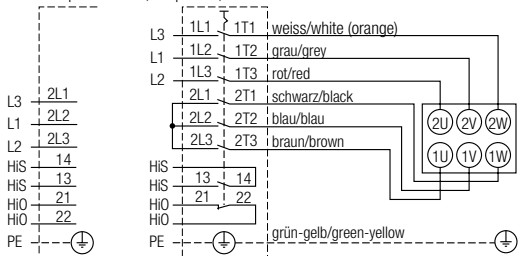 L3 1L1 1T1 weiss/white (orange)
L1 1L2 1T2 grau/grey
L2 1L3 1T3 rot/red
L3 2L1 2L1 2T1 schwarz/black
L1 2L2 2L2 2T2 blau/blau 2U 2V 2W
L2 2L3 2L3 2T3 braun/brown
HiS 14 HiS 1U 1V 1W
HiS 13 HiS 13 14
HiO 21 HiO 21 22
HiO 22 HiO
PE PE grün-gelb/green-yellow